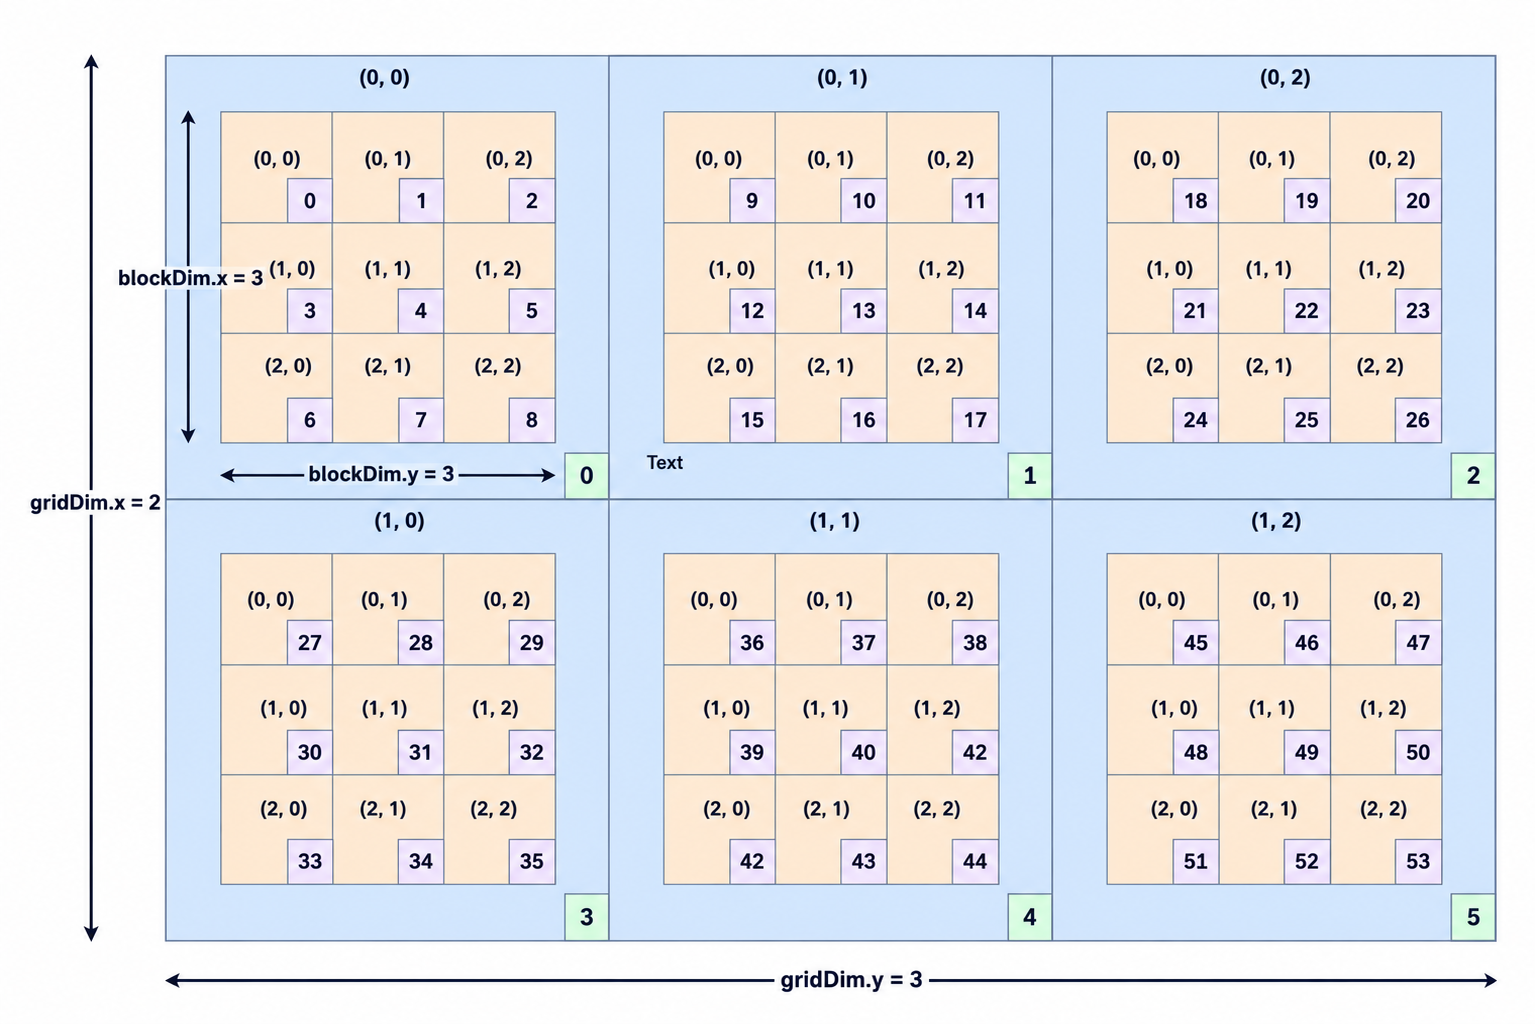 (0, 0) (0, 1) (0, 2)
(0, 0) (0, 1) (0, 2) (0, 0) (0, 1) (0, 2) (0, 0) (0, 1) (0, 2)
0 1 2 9 10 11 18 19 20
blockDim.x = 3 (1, 0) (1, 1) (1, 2) (1, 0) (1, 1) (1, 2) (1, 0) (1, 1) (1, 2)
3 4 5 12 13 14 21 22 23
(2, 0) (2, 1) (2, 2) (2, 0) (2, 1) (2, 2) (2, 0) (2, 1) (2, 2)
6 7 8 15 16 17 24 25 26
Text
blockDim.y = 3 0 1 2
gridDim.x = 2
(1, 0) (1, 1) (1, 2)
(0, 0) (0, 1) (0, 2) (0, 0) (0, 1) (0, 2) (0, 0) (0, 1) (0, 2)
27 28 29 36 37 38 45 46 47
(1, 0) (1, 1) (1, 2) (1, 0) (1, 1) (1, 2) (1, 0) (1, 1) (1, 2)
30 31 32 39 40 42 48 49 50
(2, 0) (2, 1) (2, 2) (2, 0) (2, 1) (2, 2) (2, 0) (2, 1) (2, 2)
33 34 35 42 43 44 51 52 53
3 4 5
gridDim.y = 3